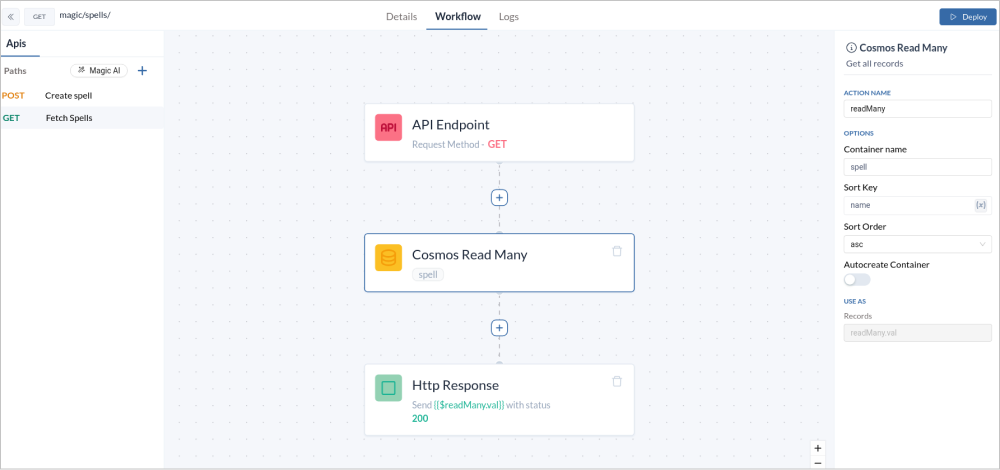 GET magic/spells/
Details Workflow Logs
Deploy
Apis
Paths Magic AI
POST Create spell
GET Fetch Spells
API API Endpoint
Request Method - GET
Cosmos Read Many
spell
Http Response
Send {{$readMany.val}} with status
200
Cosmos Read Many
Get all records
ACTION NAME
readMany
OPTIONS
Container name
spell
Sort Key
name {x}
Sort Order
asc
Autocreate Container
USE AS
Records
readMany.val